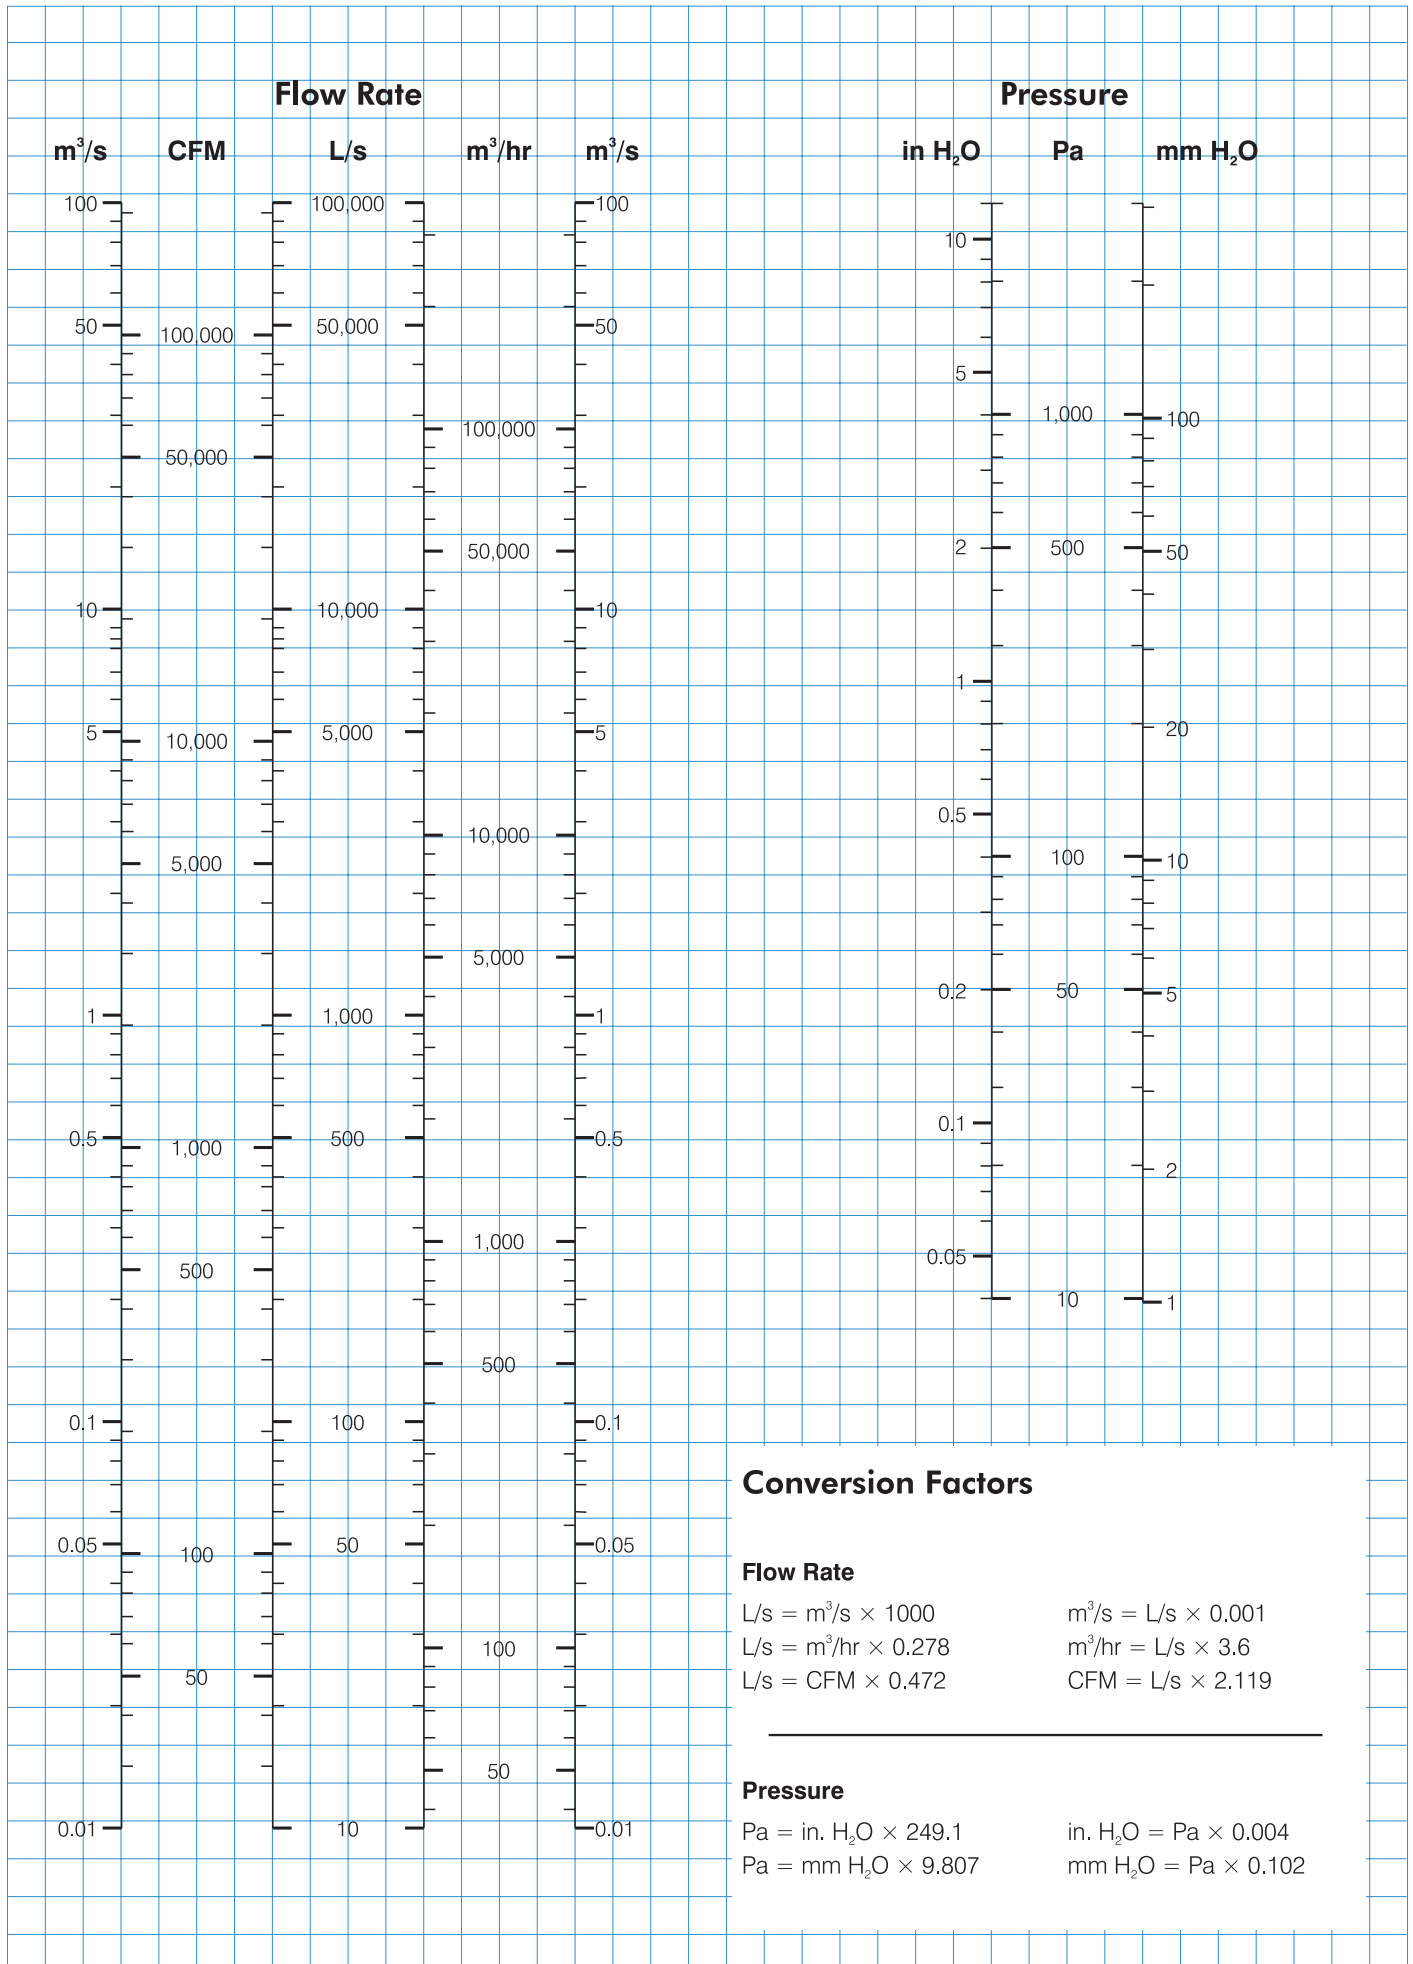 Flow Rate
Pressure
m³/s CFM L/s m³/hr m³/s
in H₂O Pa mm H₂O
100 100,000 100
10
50 100,000 50,000 50
5
1,000 100
100,000
50,000
50,000
2 500 50
10 10,000 10
1
5 10,000 5,000 5
20
0.5
10,000
5,000
100 10
5,000
0.2 50 5
1 1,000 1
0.1
0.5 1,000 500 0.5
2
1,000
0.05
500
10 1
500
0.1 100 0.1
Conversion Factors
0.05 100 50 0.05
Flow Rate
L/s = m³/s × 1000 m³/s = L/s × 0.001
100
L/s = m³/hr × 0.278 m³/hr = L/s × 3.6
50
L/s = CFM × 0.472 CFM = L/s × 2.119
50
Pressure
0.01 10 0.01
Pa = in. H₂O × 249.1 in. H₂O = Pa × 0.004
Pa = mm H₂O × 9.807 mm H₂O = Pa × 0.102